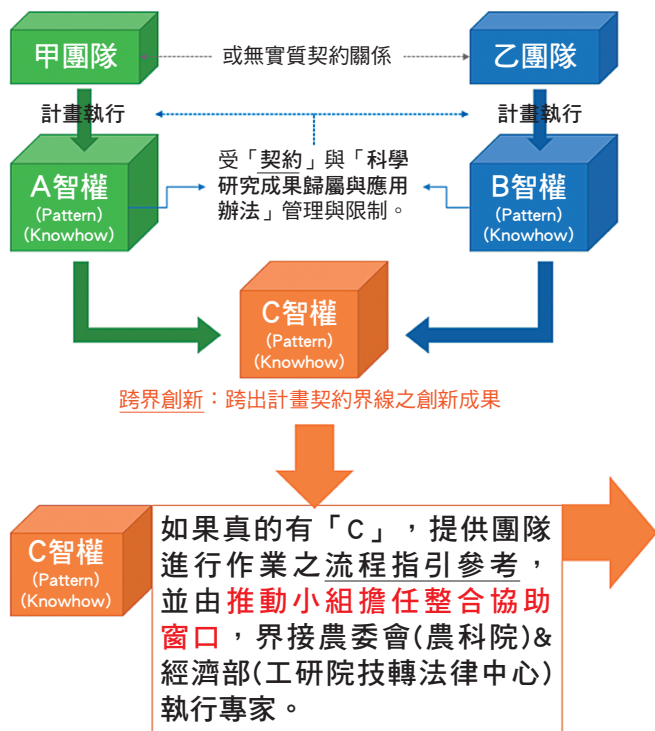 甲團隊
或無實質契約關係
乙團隊
計畫執行
計畫執行
受「契約」與「科學
研究成果歸屬與應用
辦法」管理與限制。
A智權
(Pattern)
(Knowhow)
B智權
(Pattern)
(Knowhow)
C智權
(Pattern)
(Knowhow)
跨界創新：跨出計畫契約界線之創新成果
C智權
(Pattern)
(Knowhow)
如果真的有「C」，提供團隊
進行作業之流程指引參考，
並由推動小組擔任整合協助
窗口，界接農委會(農科院)&
經濟部(工研院技轉法律中心)
執行專家。